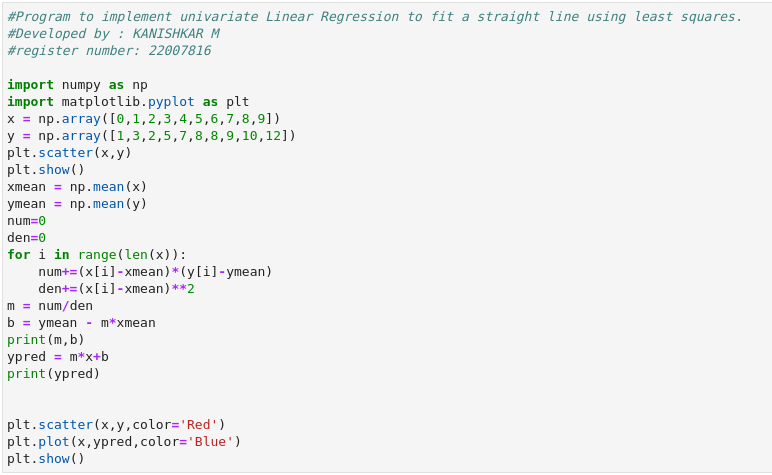 #Program to implement univariate Linear Regression to fit a straight line using least squares.
#Developed by : KANISHKAR M
#register number: 22007816

import numpy as np
import matplotlib.pyplot as plt
x = np.array([0,1,2,3,4,5,6,7,8,9])
y = np.array([1,3,2,5,7,8,8,9,10,12])
plt.scatter(x,y)
plt.show()
xmean = np.mean(x)
ymean = np.mean(y)
num=0
den=0
for i in range(len(x)):
    num+=(x[i]-xmean)*(y[i]-ymean)
    den+=(x[i]-xmean)**2
m = num/den
b = ymean - m*xmean
print(m,b)
ypred = m*x+b
print(ypred)


plt.scatter(x,y,color='Red')
plt.plot(x,ypred,color='Blue')
plt.show()